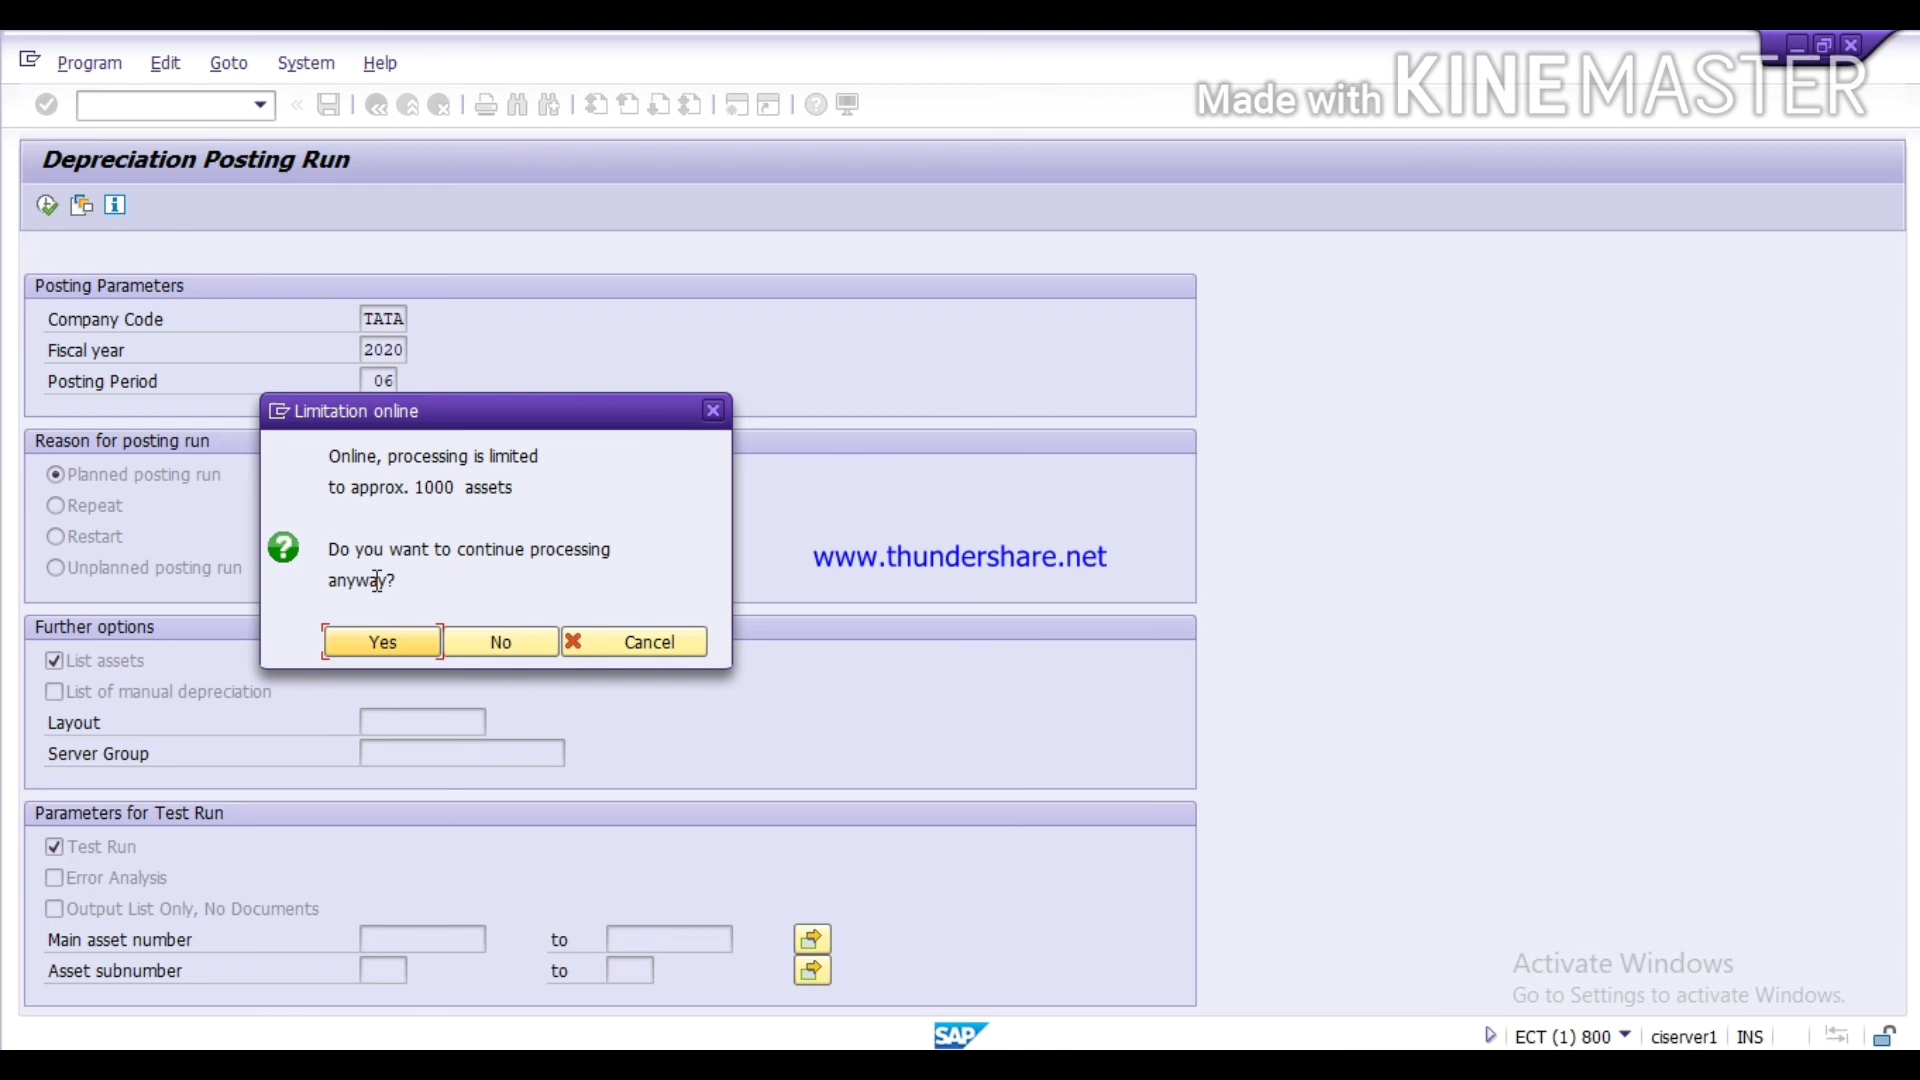 Program Edit Goto System Help
Made with KINEMASTER
Depreciation Posting Run
Posting Parameters
Company Code TATA
Fiscal year 2020
Posting Period 06
Limitation online
Online, processing is limited
to approx. 1000 assets
Do you want to continue processing
anyway?
Yes No Cancel
Reason for posting run
Planned posting run
Repeat
Restart
Unplanned posting run
www.thundershare.net
Further options
List assets
List of manual depreciation
Layout
Server Group
Parameters for Test Run
Test Run
Error Analysis
Output List Only, No Documents
Main asset number to
Asset subnumber to
Activate Windows
Go to Settings to activate Windows.
SAP
ECT (1) 800 ciserver1 INS